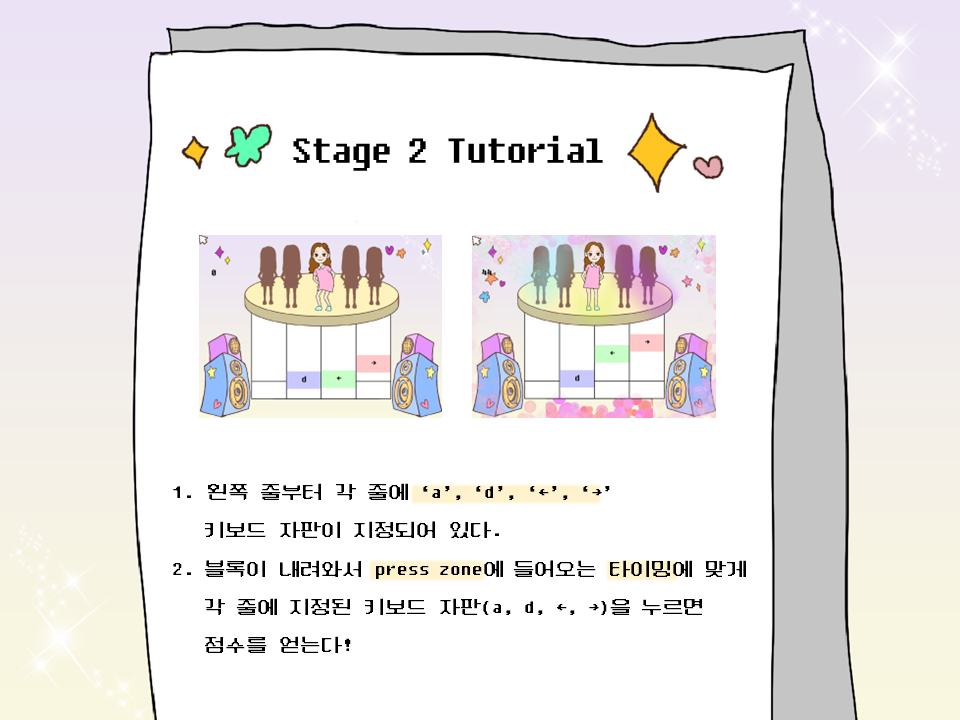 Stage 2 Tutorial
0
d
←
→
44
d
←
→
1. 왼쪽 줄부터 각 줄에 ‘a’, ‘d’, ‘←’, ‘→’
키보드 자판이 지정되어 있다.
2. 블록이 내려와서 press zone에 들어오는 타이밍에 맞게
각 줄에 지정된 키보드 자판(a, d, ←, →)을 누르면
점수를 얻는다!